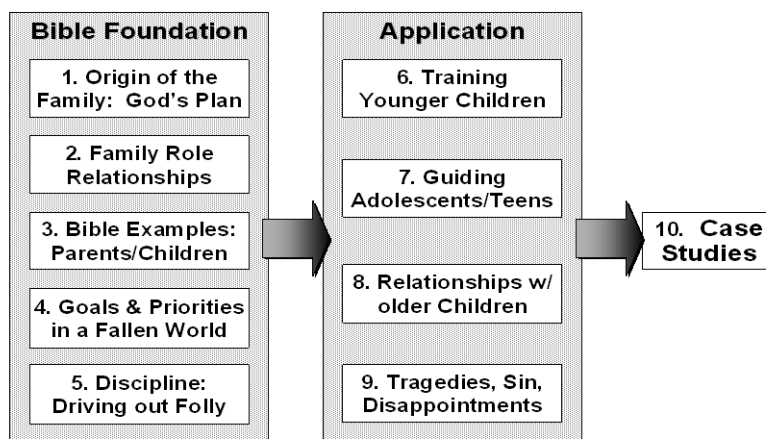 Bible Foundation
1. Origin of the
Family: God's Plan
2. Family Role
Relationships
3. Bible Examples:
Parents/Children
4. Goals & Priorities
in a Fallen World
5. Discipline:
Driving out Folly
Application
6. Training
Younger Children
7. Guiding
Adolescents/Teens
8. Relationships w/
older Children
9. Tragedies, Sin,
Disappointments
10. Case
Studies